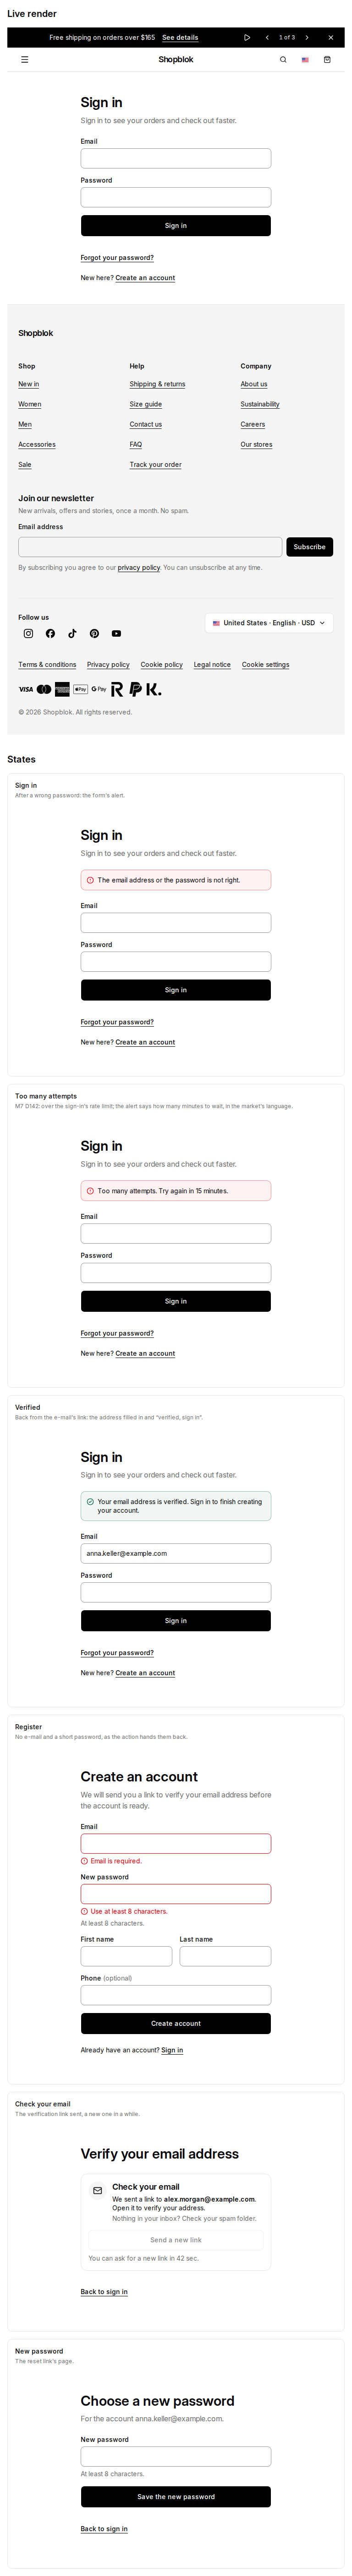 Live render
Free shipping on orders over $165 See details
1 of 3
Shopblok
Sign in
Sign in to see your orders and check out faster.
Email
Password
Sign in
Forgot your password?
New here? Create an account
Shopblok
Shop
New in
Women
Men
Accessories
Sale
Help
Shipping & returns
Size guide
Contact us
FAQ
Track your order
Company
About us
Sustainability
Careers
Our stores
Join our newsletter
New arrivals, offers and stories, once a month. No spam.
Email address
Subscribe
By subscribing you agree to our privacy policy. You can unsubscribe at any time.
Follow us
United States · English · USD
Terms & conditions Privacy policy Cookie policy Legal notice Cookie settings
VISA
Pay
G Pay
K.
© 2026 Shopblok. All rights reserved.
States
Sign in
After a wrong password: the form's alert.
Sign in
Sign in to see your orders and check out faster.
The email address or the password is not right.
Email
Password
Sign in
Forgot your password?
New here? Create an account
Too many attempts
M7 D142: over the sign-in's rate limit; the alert says how many minutes to wait, in the market's language.
Sign in
Sign in to see your orders and check out faster.
Too many attempts. Try again in 15 minutes.
Email
Password
Sign in
Forgot your password?
New here? Create an account
Verified
Back from the e-mail's link: the address filled in and "verified, sign in".
Sign in
Sign in to see your orders and check out faster.
Your email address is verified. Sign in to finish creating
your account.
Email
anna.keller@example.com
Password
Sign in
Forgot your password?
New here? Create an account
Register
No e-mail and a short password, as the action hands them back.
Create an account
We will send you a link to verify your email address before
the account is ready.
Email
Email is required.
New password
Use at least 8 characters.
At least 8 characters.
First name
Last name
Phone (optional)
Create account
Already have an account? Sign in
Check your email
The verification link sent, a new one in a while.
Verify your email address
Check your email
We sent a link to alex.morgan@example.com.
Open it to verify your address.
Nothing in your inbox? Check your spam folder.
Send a new link
You can ask for a new link in 42 sec.
Back to sign in
New password
The reset link's page.
Choose a new password
For the account anna.keller@example.com.
New password
At least 8 characters.
Save the new password
Back to sign in